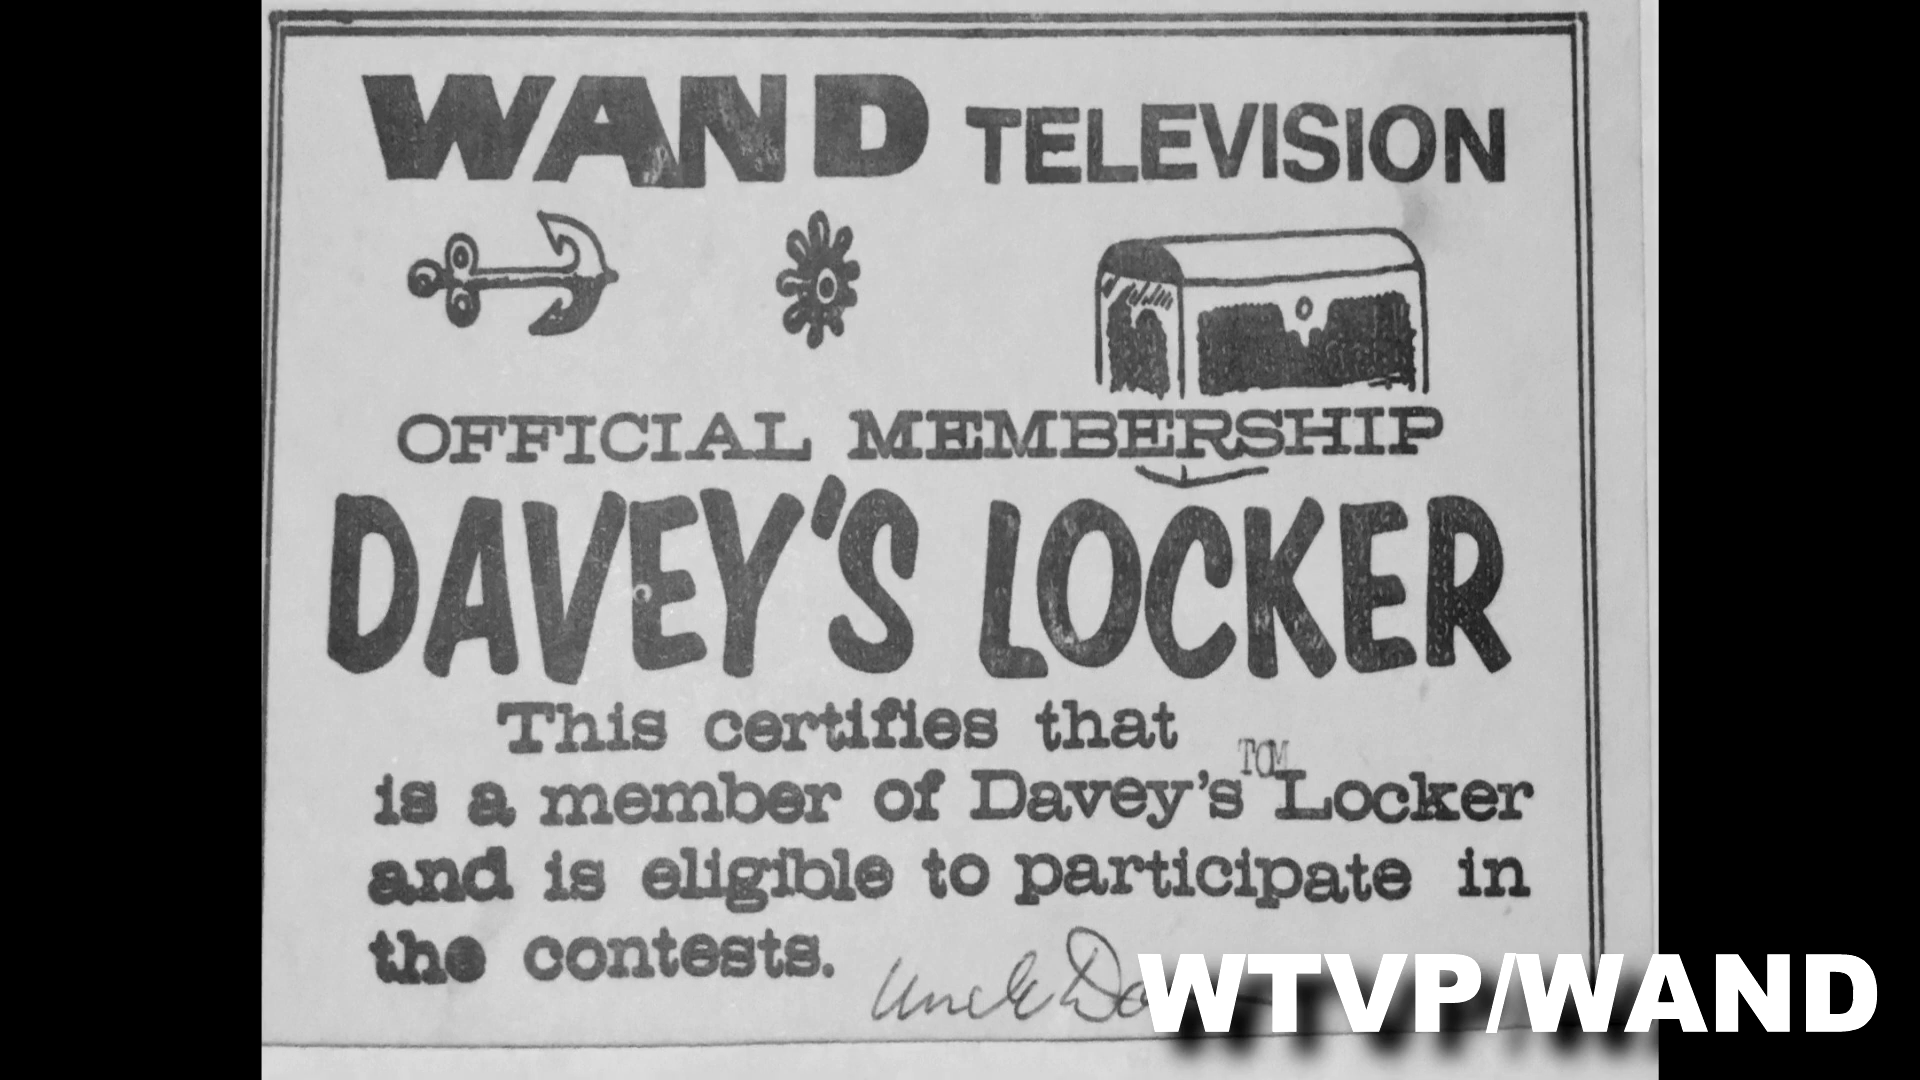 WAND TELEVISION
OFFICIAL MEMBERSHIP
DAVEY'S LOCKER
This certifies that
TOM
is a member of Davey's Locker
and is eligible to participate in
the contests.
Uncle
WTVP/WAND